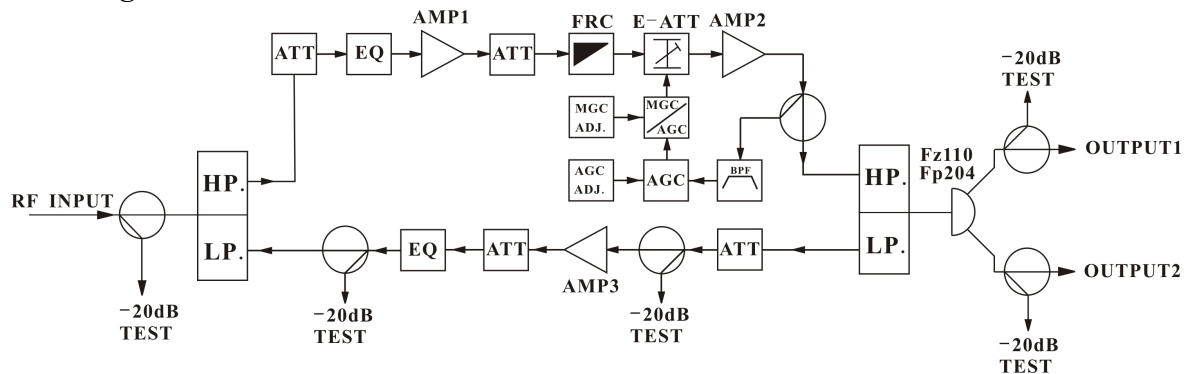 AMP1
FRC
E-ATT
AMP2
ATT
EQ
ATT
-20dB
TEST
MGC
ADJ.
MGC
AGC
AGC
ADJ.
AGC
BPF
Fz110
Fp204
OUTPUT1
HP.
HP.
RF INPUT
LP.
LP.
EQ
ATT
ATT
AMP3
OUTPUT2
-20dB
TEST
-20dB
TEST
-20dB
TEST
-20dB
TEST